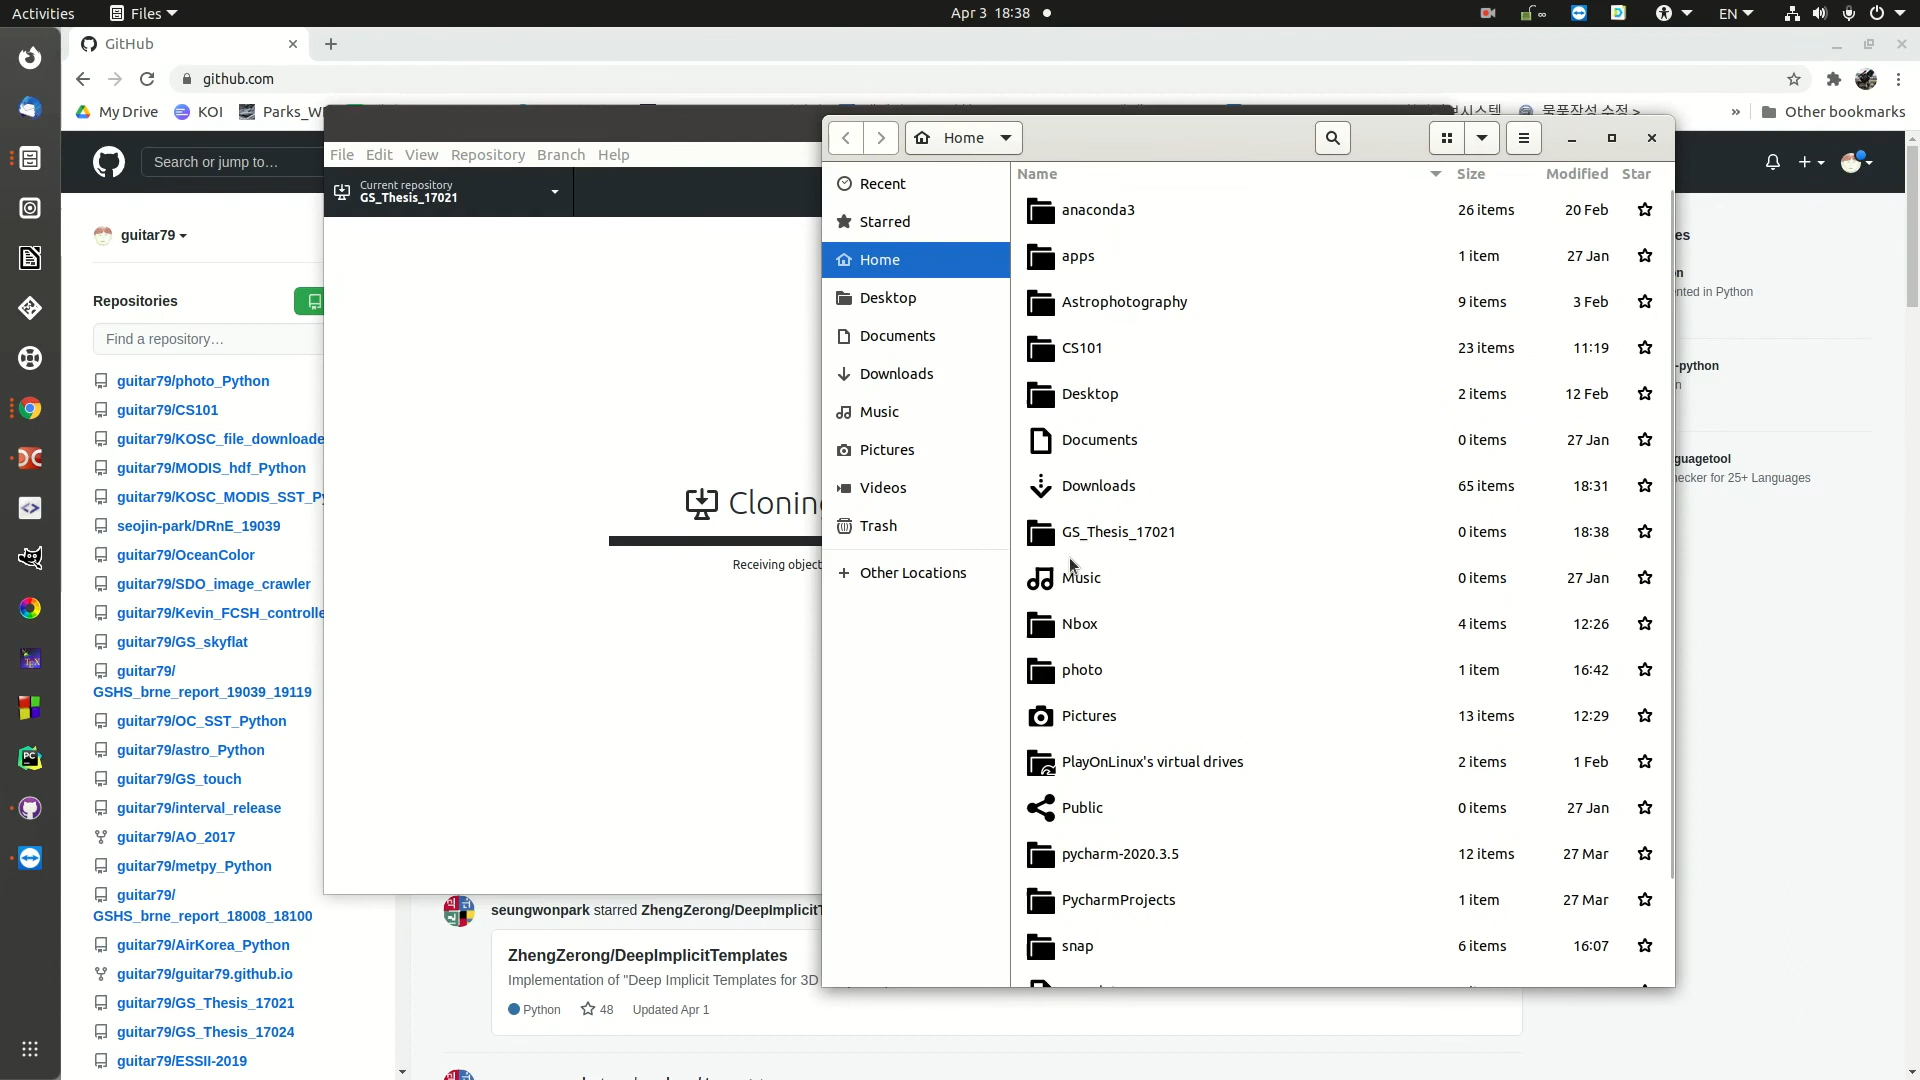 Activities
Files
Apr 3 18:38
EN
GitHub
github.com
My Drive
KOI
Other bookmarks
Search or jump to…
guitar79
Repositories
Find a repository…
guitar79/photo_Python
guitar79/CS101
guitar79/KOSC_file_downloade
guitar79/MODIS_hdf_Python
guitar79/KOSC_MODIS_SST_Py
seojin-park/DRnE_19039
guitar79/OceanColor
guitar79/SDO_image_crawler
guitar79/Kevin_FCSH_controlle
guitar79/GS_skyflat
guitar79/
GSHS_brne_report_19039_19119
guitar79/OC_SST_Python
guitar79/astro_Python
guitar79/GS_touch
guitar79/interval_release
guitar79/AO_2017
guitar79/metpy_Python
guitar79/
GSHS_brne_report_18008_18100
guitar79/AirKorea_Python
guitar79/guitar79.github.io
guitar79/GS_Thesis_17021
guitar79/GS_Thesis_17024
guitar79/ESSII-2019
File Edit View Repository Branch Help
Current repository
GS_Thesis_17021
Cloning
Receiving object
seungwonpark starred ZhengZerong/DeepImplicitT
ZhengZerong/DeepImplicitTemplates
Implementation of "Deep Implicit Templates for 3D
Python 48 Updated Apr 1
Home
Recent
Starred
Home
Desktop
Documents
Downloads
Music
Pictures
Videos
Trash
Other Locations
Name Size Modified Star
anaconda3 26 items 20 Feb
apps 1 item 27 Jan
Astrophotography 9 items 3 Feb
CS101 23 items 11:19
Desktop 2 items 12 Feb
Documents 0 items 27 Jan
Downloads 65 items 18:31
GS_Thesis_17021 0 items 18:38
Music 0 items 27 Jan
Nbox 4 items 12:26
photo 1 item 16:42
Pictures 13 items 12:29
PlayOnLinux's virtual drives 2 items 1 Feb
Public 0 items 27 Jan
pycharm-2020.3.5 12 items 27 Mar
PycharmProjects 1 item 27 Mar
snap 6 items 16:07
es
n
nted in Python
-python
n
guagetool
ecker for 25+ Languages